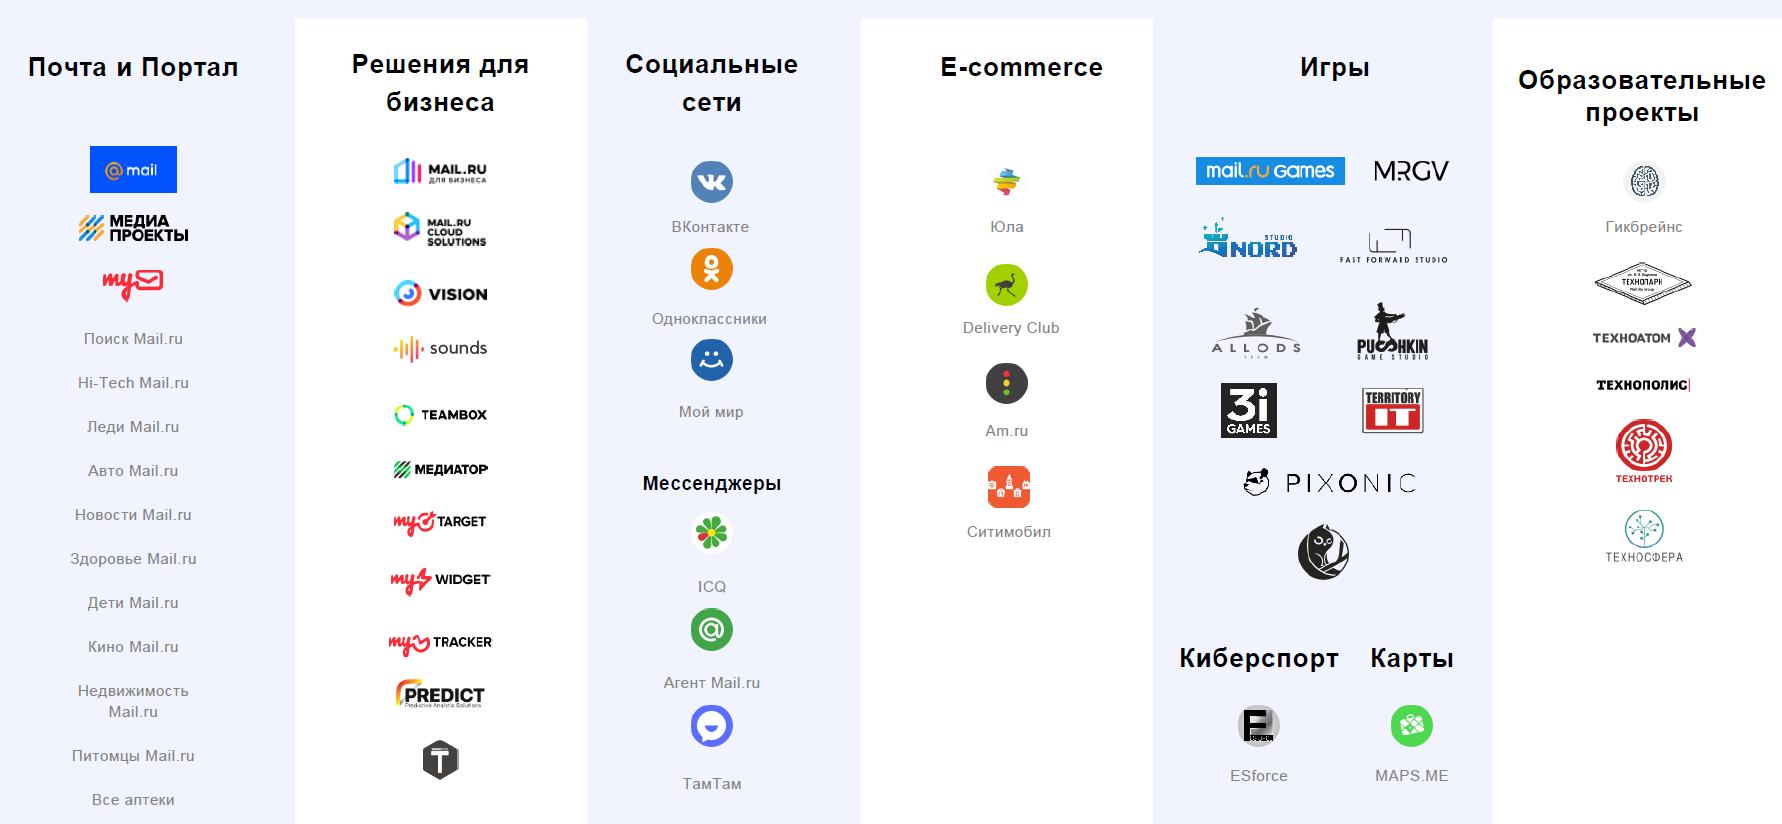 Почта и Портал
@mail
МЕДИА
ПРОЕКТЫ
my
Поиск Mail.ru
Hi-Tech Mail.ru
Леди Mail.ru
Авто Mail.ru
Новости Mail.ru
Здоровье Mail.ru
Дети Mail.ru
Кино Mail.ru
Недвижимость
Mail.ru
Питомцы Mail.ru
Все аптеки
Решения для
бизнеса
MAIL.RU
ДЛЯ БИЗНЕСА
MAIL.RU
CLOUD
SOLUTIONS
VISION
sounds
TEAMBOX
МЕДИАТОР
my TARGET
my WIDGET
my TRACKER
PREDICT
Predictive Analytic Solutions
T
Социальные
сети
ВКонтакте
Одноклассники
Мой мир
Мессенджеры
ICQ
@
Агент Mail.ru
ТамТам
E-commerce
Юла
Delivery Club
Am.ru
Ситимобил
Игры
mail.ru GAMES
MRGV
STUDIO
NORD
FAST FORWARD STUDIO
ALLODS
TEAM
PUSHKIN
GAME STUDIO
3i
GAMES
TERRITORY
IT
PIXONIC
Киберспорт
ESforce
Карты
MAPS.ME
Образовательные
проекты
Гикбрейнс
ТЕХНОПАРК
Mail.Ru Group
ТЕХНОАТОМ
ТЕХНОПОЛИС
ТЕХНОТРЕК
ТЕХНОСФЕРА